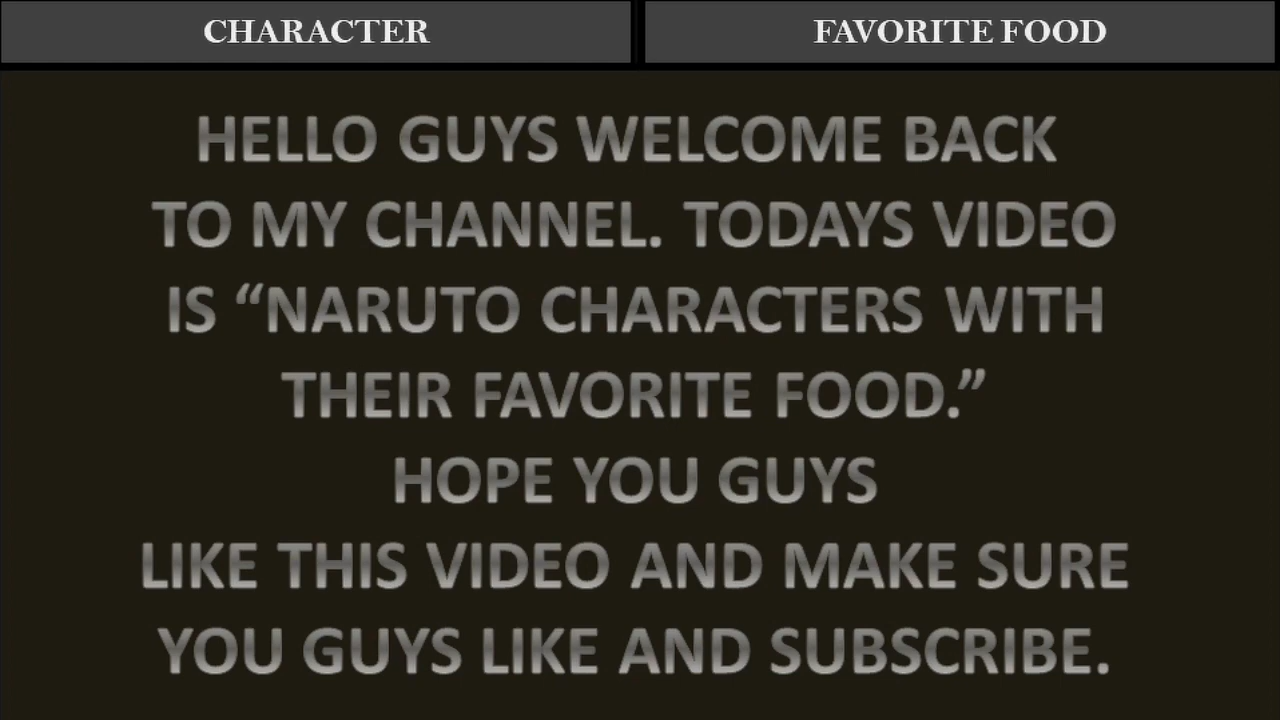 CHARACTER
FAVORITE FOOD
HELLO GUYS WELCOME BACK
TO MY CHANNEL. TODAYS VIDEO
IS “NARUTO CHARACTERS WITH
THEIR FAVORITE FOOD.”
HOPE YOU GUYS
LIKE THIS VIDEO AND MAKE SURE
YOU GUYS LIKE AND SUBSCRIBE.